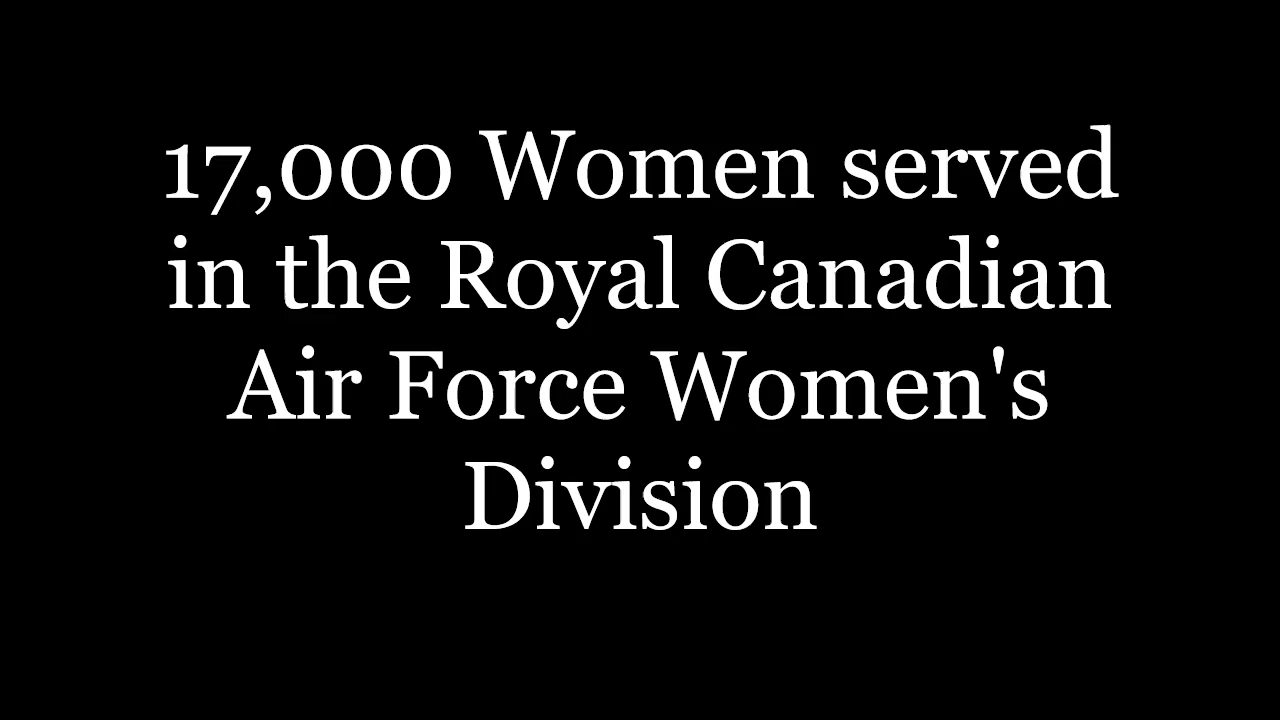 17,000 Women served
in the Royal Canadian
Air Force Women's
Division